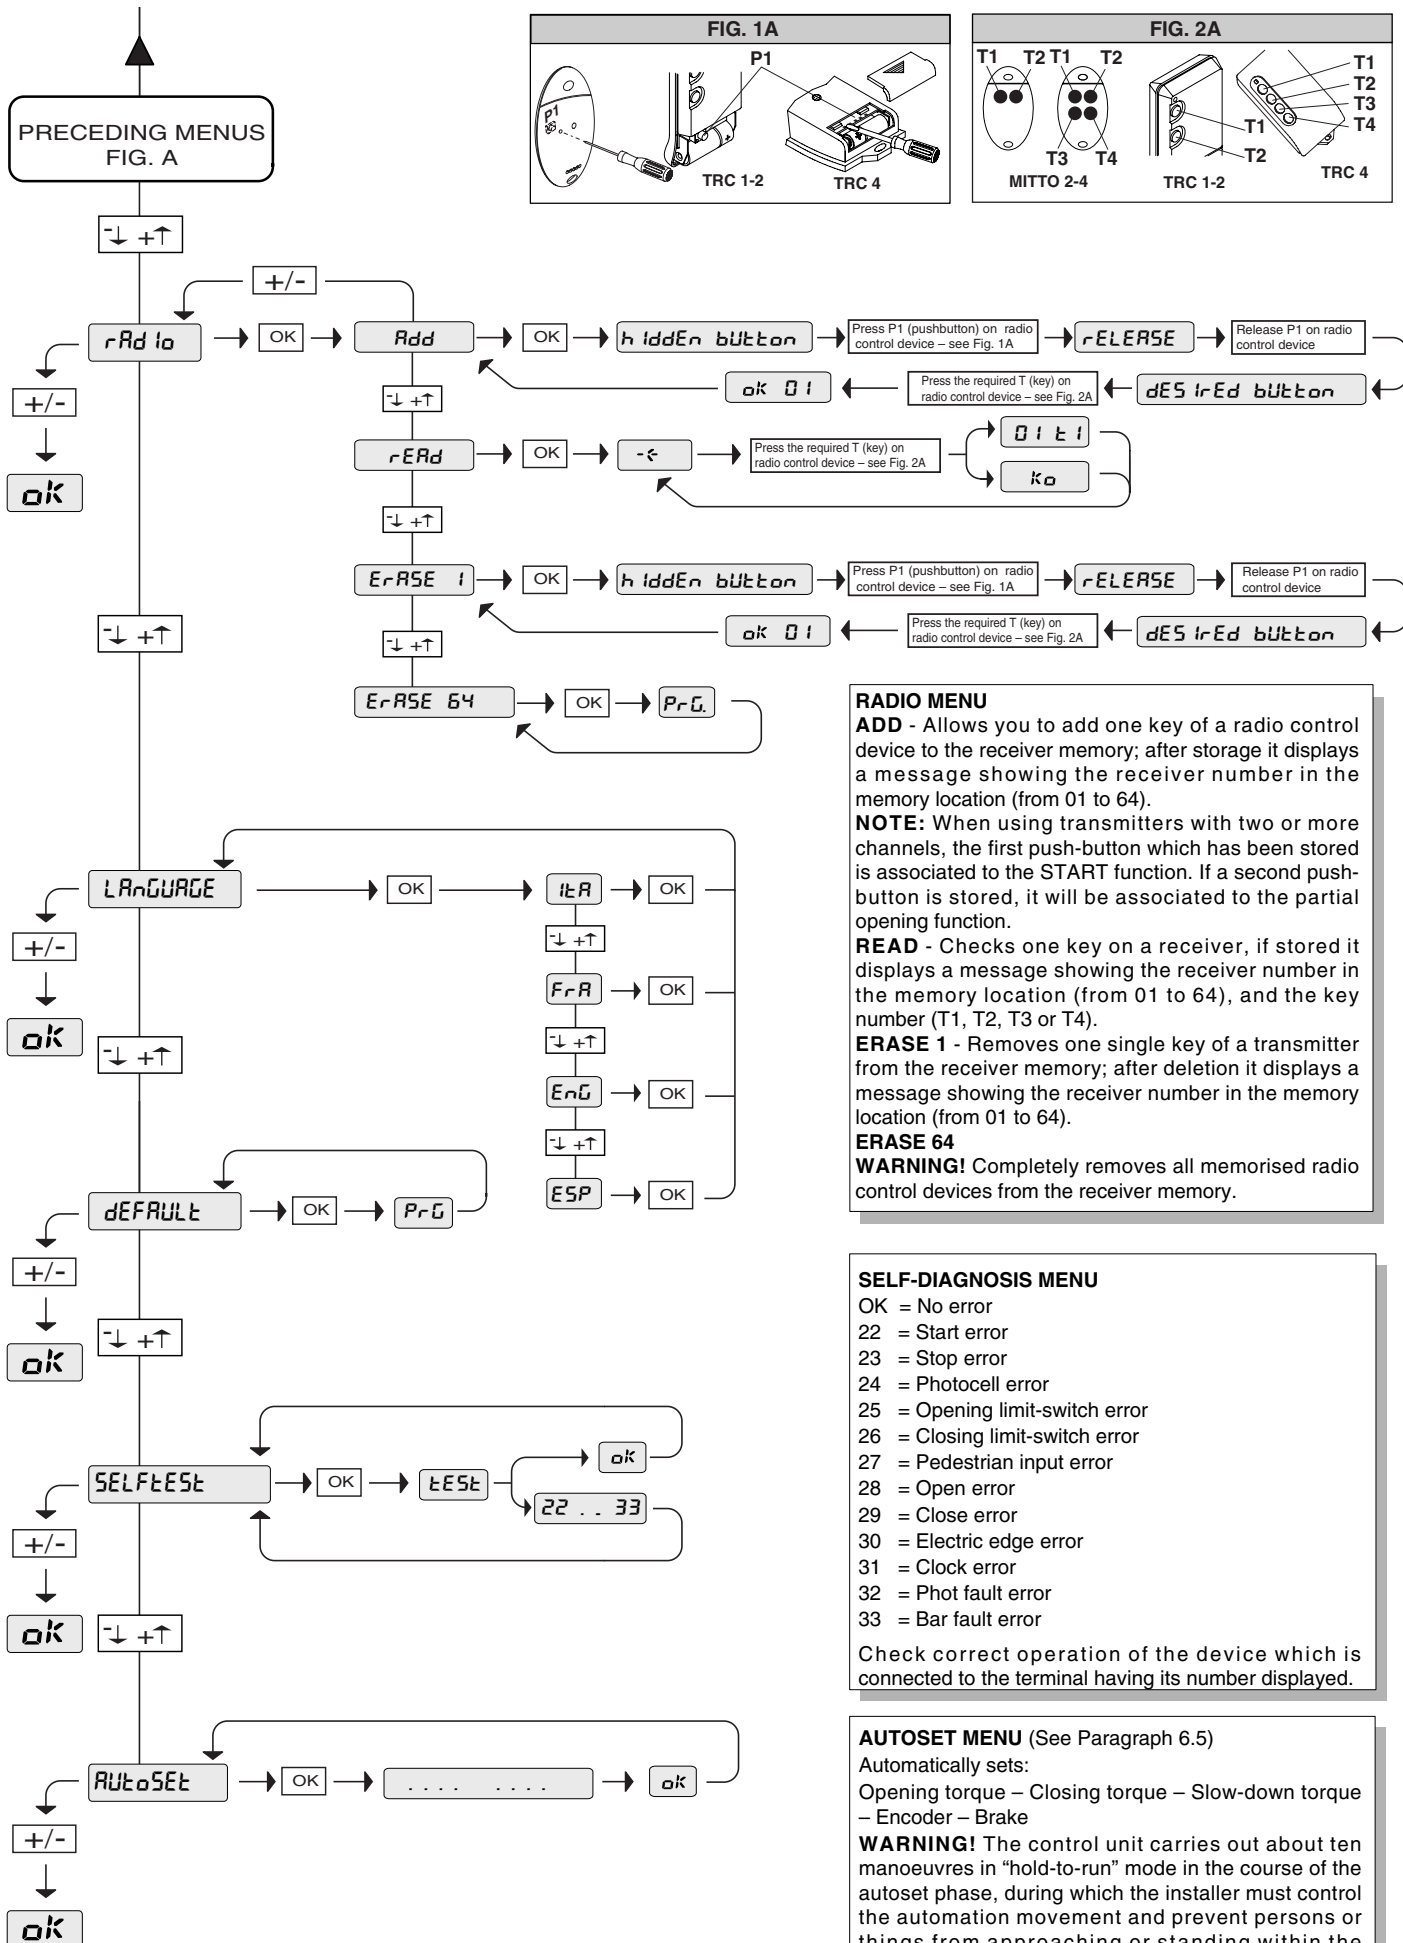 FIG. 1A
P1
P1
TRC 1-2
TRC 4
FIG. 2A
T1 T2 T1 T2
T3 T4
MITTO 2-4
T1
T2
TRC 1-2
T1
T2
T3
T4
TRC 4
PRECEDING MENUS
FIG. A
-↓ +↑
+/-
rAdIo
OK
Add
OK
hIddEn bUtton
Press P1 (pushbutton) on radio
control device – see Fig. 1A
rELEASE
Release P1 on radio
control device
dESIrEd bUtton
Press the required T (key) on
radio control device – see Fig. 2A
oK 01
+/-
oK
-↓ +↑
rEAd
OK
-<-
Press the required T (key) on
radio control device – see Fig. 2A
01 t1
Ko
-↓ +↑
ErASE 1
OK
hIddEn bUtton
Press P1 (pushbutton) on radio
control device – see Fig. 1A
rELEASE
Release P1 on radio
control device
dESIrEd bUtton
Press the required T (key) on
radio control device – see Fig. 2A
oK 01
-↓ +↑
-↓ +↑
ErASE 64
OK
PrG.
LAnGUAGE
OK
ItA
OK
-↓ +↑
FrA
OK
-↓ +↑
EnG
OK
-↓ +↑
ESP
OK
+/-
oK
-↓ +↑
dEFAULt
OK
PrG
+/-
oK
-↓ +↑
SELFtESt
OK
tESt
oK
22 . . 33
+/-
oK
-↓ +↑
AUtoSEt
OK
. . . . . . . .
oK
+/-
oK
RADIO MENU
ADD - Allows you to add one key of a radio control
device to the receiver memory; after storage it displays
a message showing the receiver number in the
memory location (from 01 to 64).
NOTE: When using transmitters with two or more
channels, the first push-button which has been stored
is associated to the START function. If a second push-
button is stored, it will be associated to the partial
opening function.
READ - Checks one key on a receiver, if stored it
displays a message showing the receiver number in
the memory location (from 01 to 64), and the key
number (T1, T2, T3 or T4).
ERASE 1 - Removes one single key of a transmitter
from the receiver memory; after deletion it displays a
message showing the receiver number in the memory
location (from 01 to 64).
ERASE 64
WARNING! Completely removes all memorised radio
control devices from the receiver memory.
SELF-DIAGNOSIS MENU
OK = No error
22 = Start error
23 = Stop error
24 = Photocell error
25 = Opening limit-switch error
26 = Closing limit-switch error
27 = Pedestrian input error
28 = Open error
29 = Close error
30 = Electric edge error
31 = Clock error
32 = Phot fault error
33 = Bar fault error
Check correct operation of the device which is
connected to the terminal having its number displayed.
AUTOSET MENU (See Paragraph 6.5)
Automatically sets:
Opening torque – Closing torque – Slow-down torque
– Encoder – Brake
WARNING! The control unit carries out about ten
manoeuvres in “hold-to-run” mode in the course of the
autoset phase, during which the installer must control
the automation movement and prevent persons or
things from approaching or standing within the